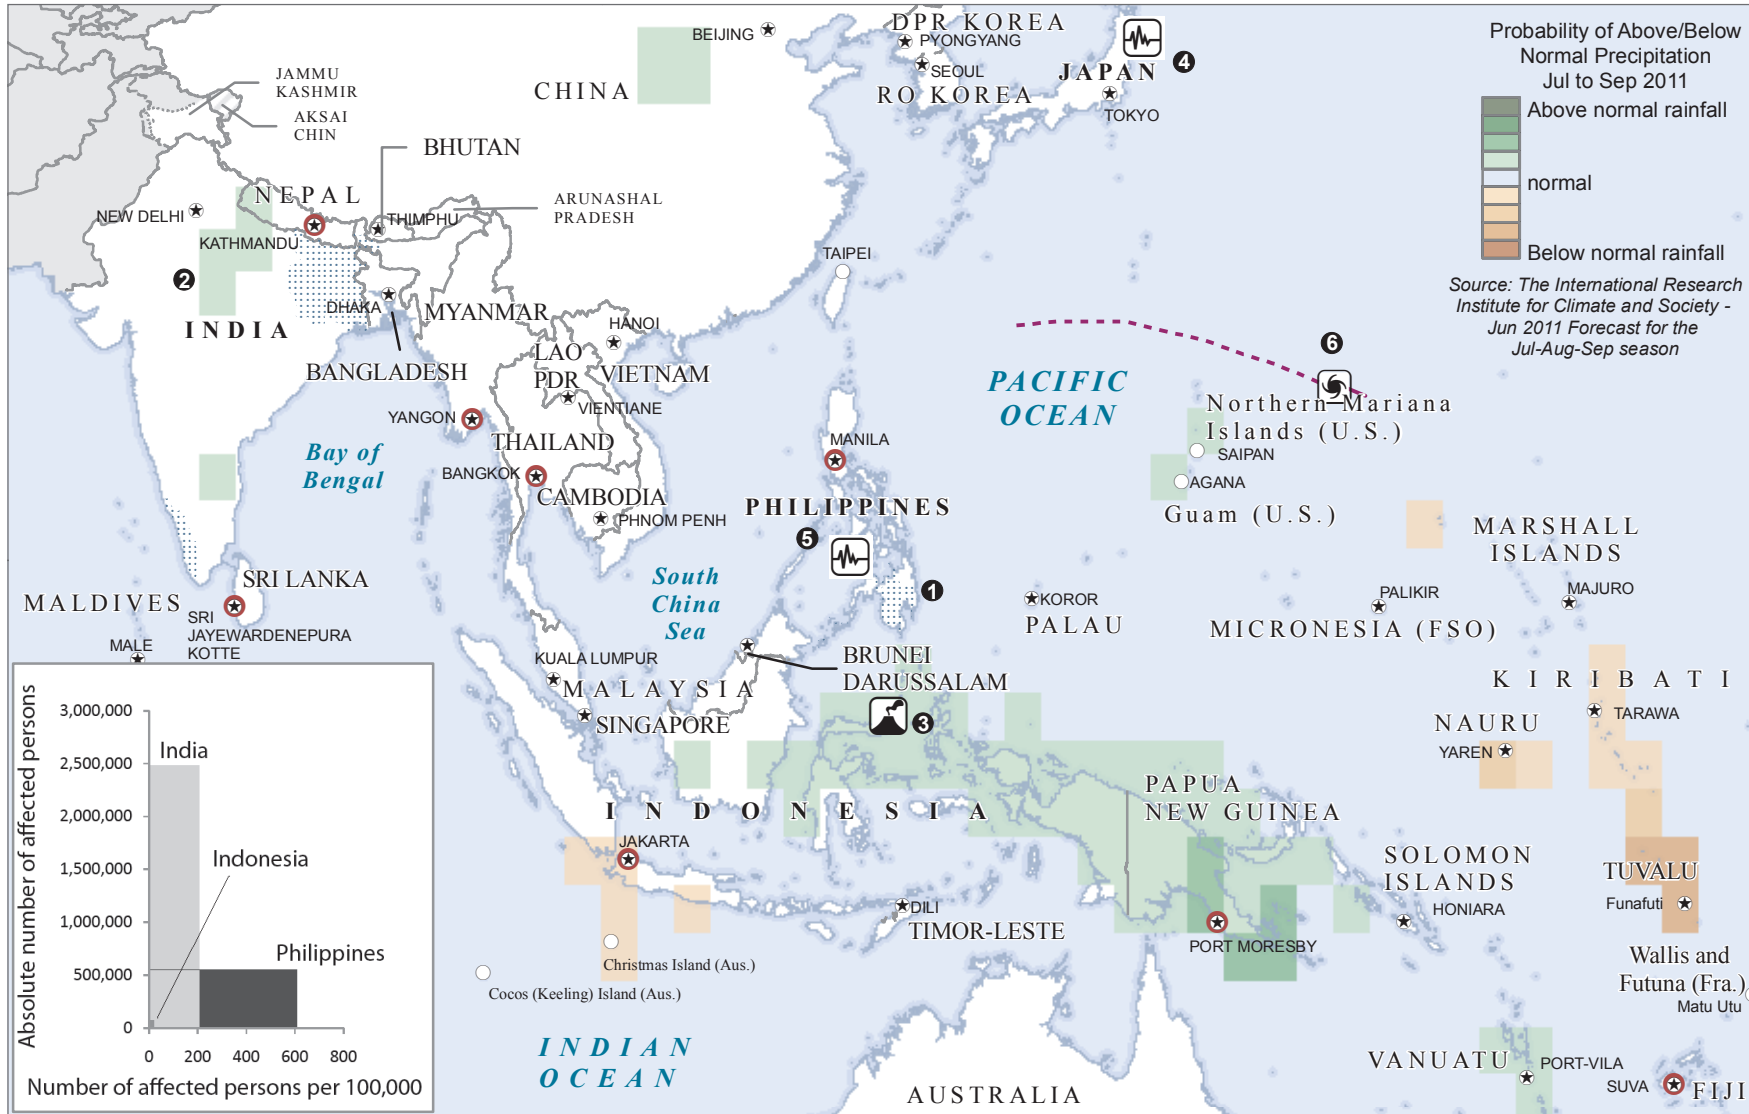 BEIJING
DPR KOREA
PYONGYANG
SEOUL
RO KOREA
JAPAN
4
TOKYO
CHINA
JAMMU
KASHMIR
AKSAI
CHIN
BHUTAN
NEPAL
NEW DELHI
KATHMANDU
THIMPHU
ARUNASHAL
PRADESH
2
INDIA
DHAKA
MYANMAR
BANGLADESH
HANOI
LAO
PDR
VIETNAM
VIENTIANE
YANGON
THAILAND
BANGKOK
CAMBODIA
PHNOM PENH
TAIPEI
Bay of
Bengal
MANILA
PHILIPPINES
5
1
South
China
Sea
PACIFIC
OCEAN
6
Northern Mariana
Islands (U.S.)
SAIPAN
AGANA
Guam (U.S.)
MARSHALL
ISLANDS
MAJURO
PALIKIR
MICRONESIA (FSO)
KOROR
PALAU
SRI LANKA
MALDIVES
SRI
JAYEWARDENEPURA
KOTTE
MALE
KUALA LUMPUR
MALAYSIA
SINGAPORE
BRUNEI
DARUSSALAM
3
INDONESIA
JAKARTA
DILI
TIMOR-LESTE
Christmas Island (Aus.)
Cocos (Keeling) Island (Aus.)
INDIAN
OCEAN
AUSTRALIA
PAPUA
NEW GUINEA
PORT MORESBY
KIRIBATI
TARAWA
NAURU
YAREN
SOLOMON
ISLANDS
HONIARA
TUVALU
Funafuti
Wallis and
Futuna (Fra.)
Matu Utu
VANUATU
PORT-VILA
SUVA
FIJI
Probability of Above/Below
Normal Precipitation
Jul to Sep 2011
Above normal rainfall
normal
Below normal rainfall
Source: The International Research
Institute for Climate and Society -
Jun 2011 Forecast for the
Jul-Aug-Sep season
Absolute number of affected persons
3,000,000
2,500,000
2,000,000
1,500,000
1,000,000
500,000
0
India
Indonesia
Philippines
0 200 400 600 800
Number of affected persons per 100,000